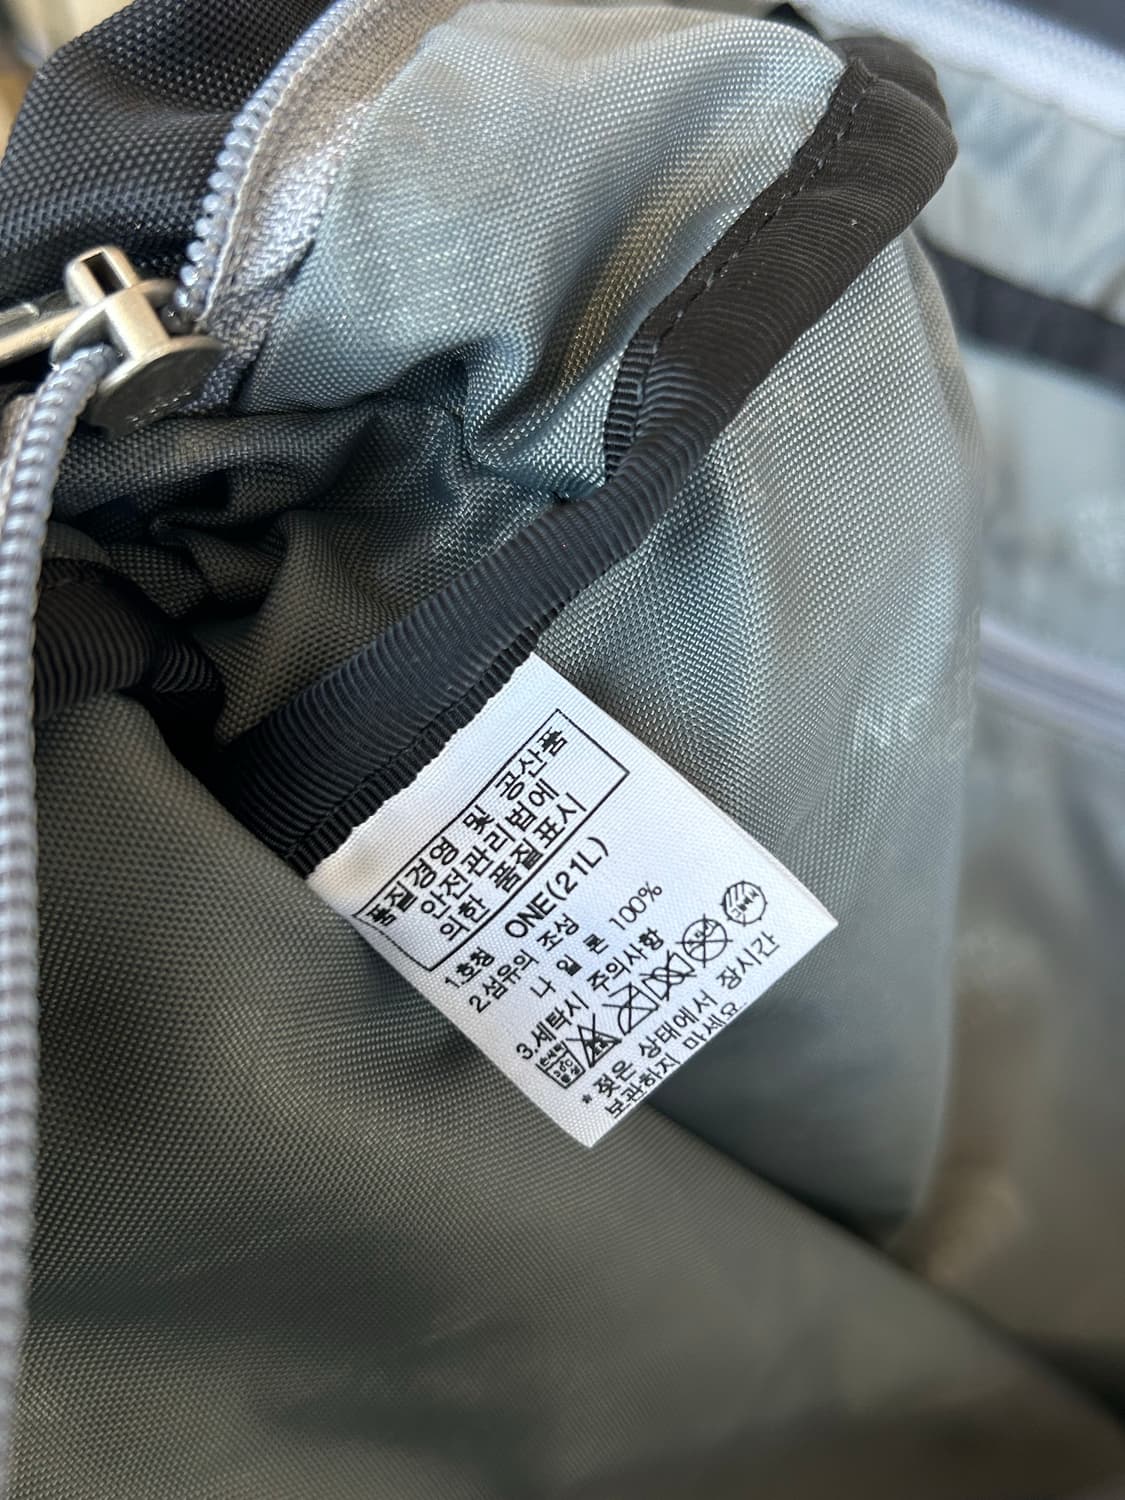 품질경영 및 공산품
안전관리법에
의한 품질표시
1.호칭 ONE(21L)
2.섬유의 조성
나 일 론 100%
3.세탁시 주의사항
* 젖은 상태에서 장시간
보관하지 마세요.